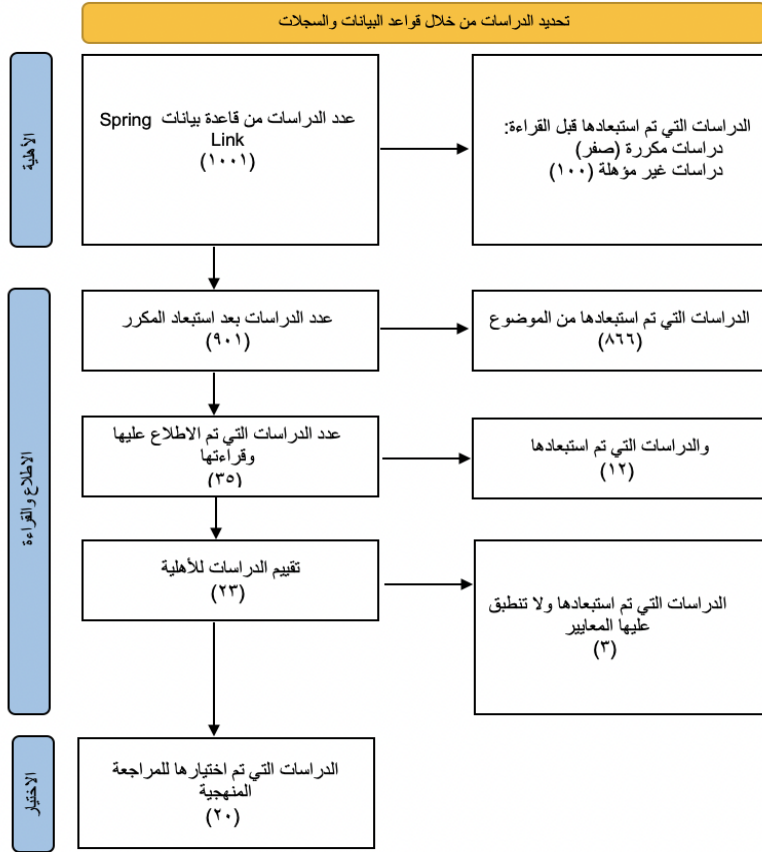 تحديد الدراسات من خلال قواعد البيانات والسجلات
الأهلية
عدد الدراسات من قاعدة بيانات Spring
Link
(١٠٠١)
الدراسات التي تم استبعادها قبل القراءة:
دراسات مكررة (صفر)
دراسات غير مؤهلة (١٠٠)
الاطلاع والقراءة
عدد الدراسات بعد استبعاد المكرر
(٩٠١)
الدراسات التي تم استبعادها من الموضوع
(٨٦٦)
عدد الدراسات التي تم الاطلاع عليها
وقراءتها
(٣٥)
والدراسات التي تم استبعادها
(١٢)
تقييم الدراسات للأهلية
(٢٣)
الدراسات التي تم استبعادها ولا تنطبق
عليها المعايير
(٣)
الاختيار
الدراسات التي تم اختيارها للمراجعة
المنهجية
(٢٠)